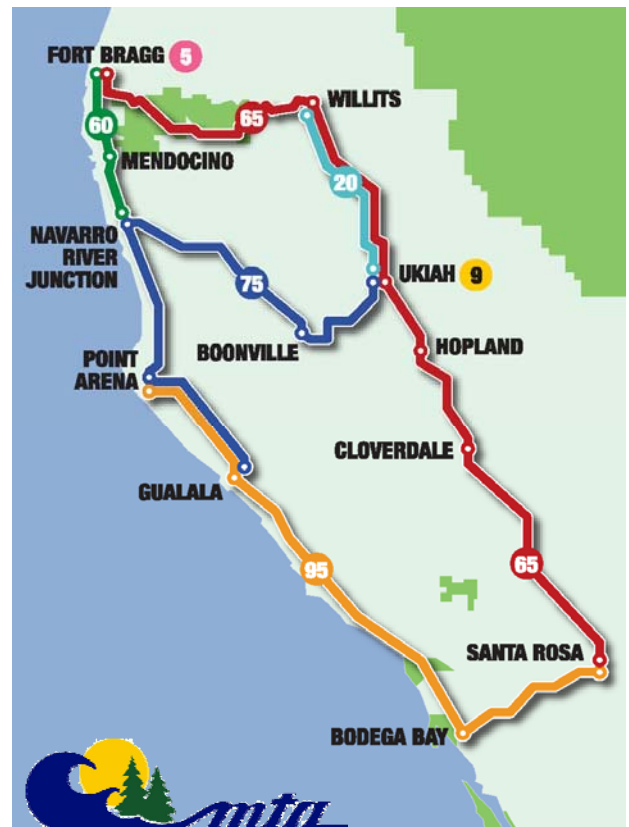 FORT BRAGG 5
WILLITS
60
65
MENDOCINO
20
NAVARRO
RIVER
JUNCTION
UKIAH 9
75
BOONVILLE
HOPLAND
POINT
ARENA
CLOVERDALE
GUALALA
95
65
SANTA ROSA
BODEGA BAY
mta